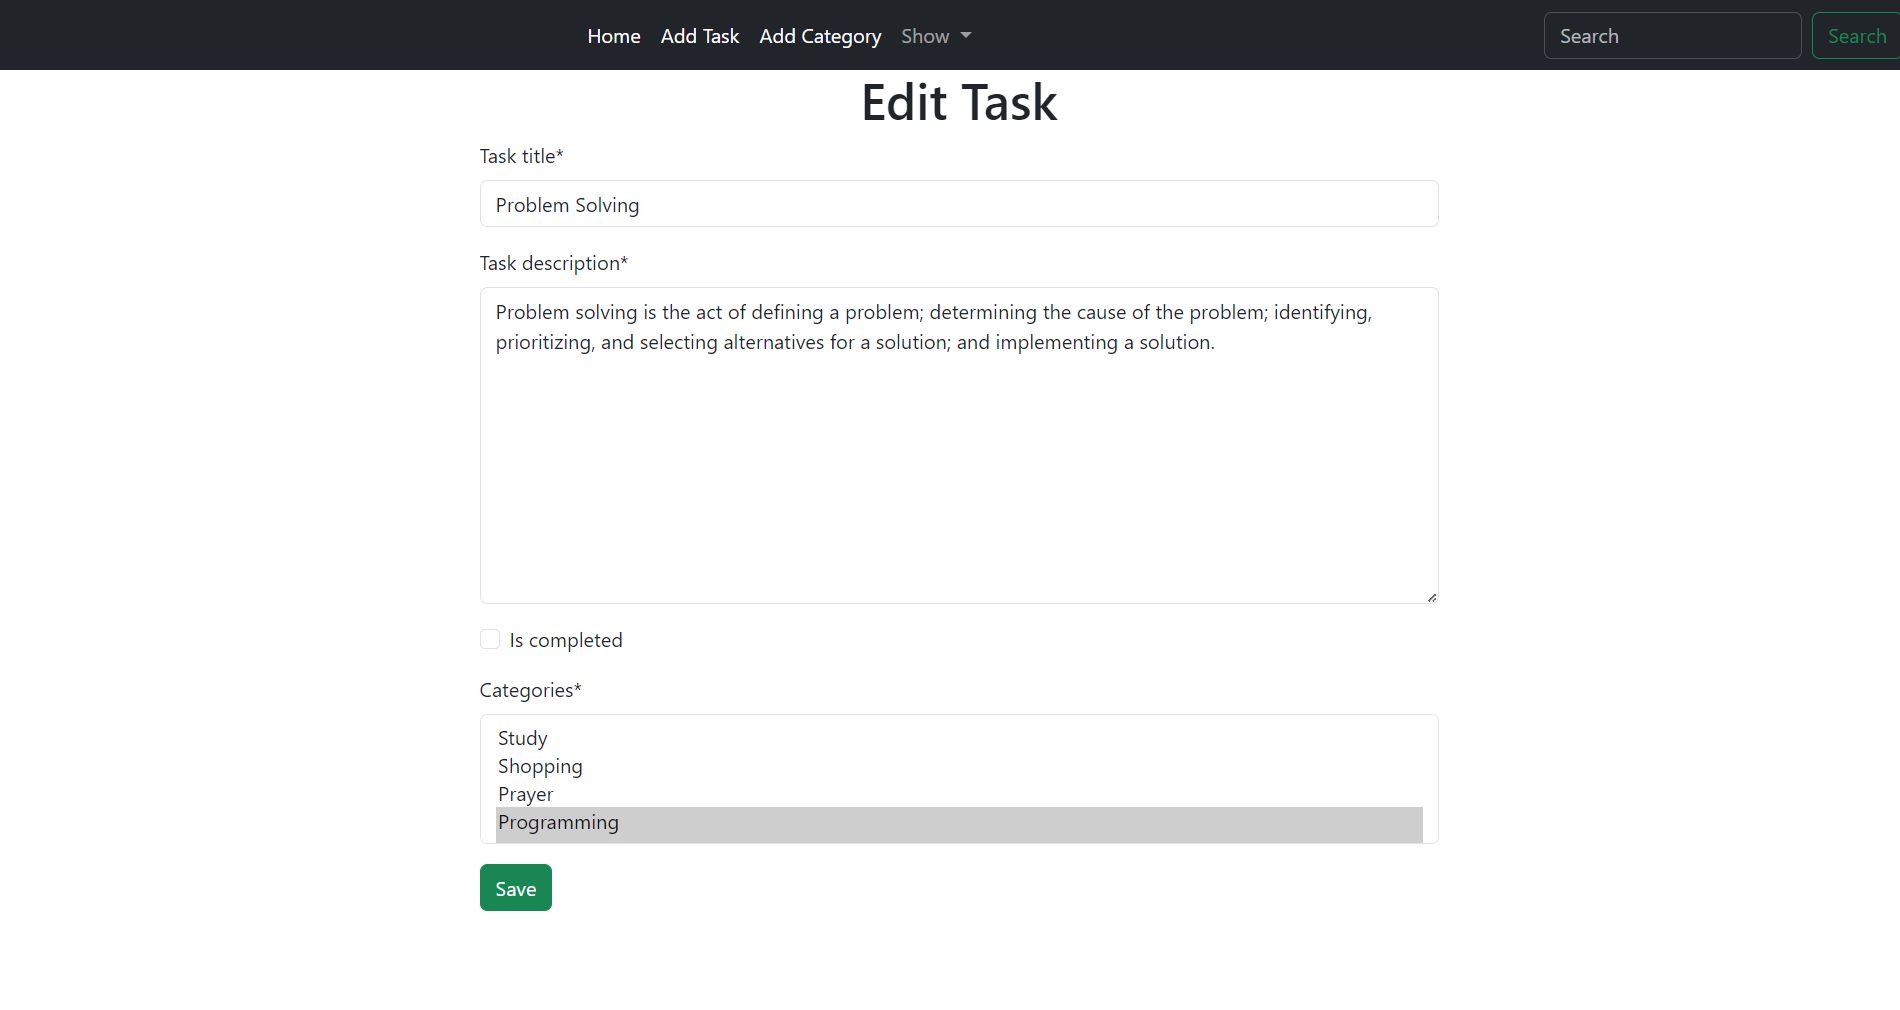 Home Add Task Add Category Show Search Search
Edit Task
Task title*
Problem Solving
Task description*
Problem solving is the act of defining a problem; determining the cause of the problem; identifying,
prioritizing, and selecting alternatives for a solution; and implementing a solution.
Is completed
Categories*
Study
Shopping
Prayer
Programming
Save